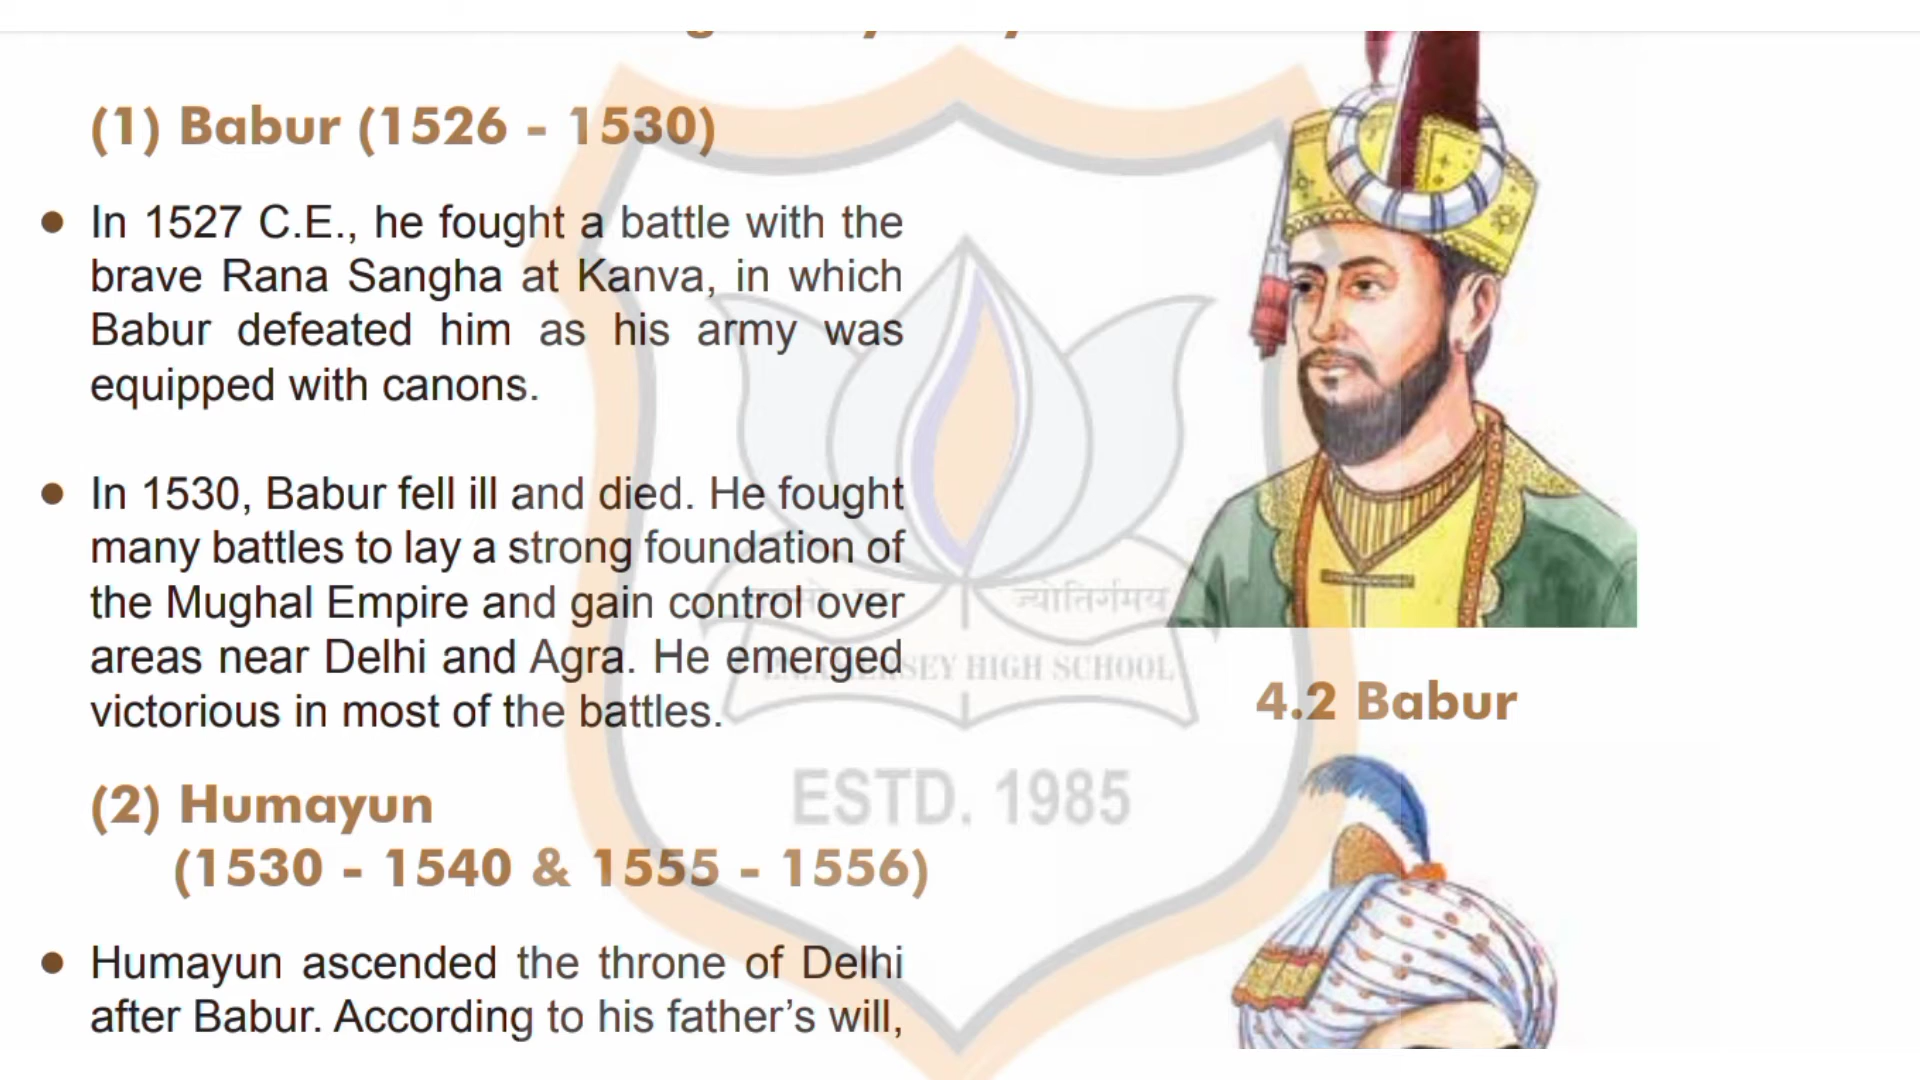 (1) Babur (1526 - 1530)
In 1527 C.E., he fought a battle with the
brave Rana Sangha at Kanva, in which
Babur defeated him as his army was
equipped with canons.
In 1530, Babur fell ill and died. He fought
many battles to lay a strong foundation of
the Mughal Empire and gain control over
areas near Delhi and Agra. He emerged
victorious in most of the battles.
(2) Humayun
(1530 - 1540 & 1555 - 1556)
Humayun ascended the throne of Delhi
after Babur. According to his father’s will,
4.2 Babur
ज्योतिर्गमय
HIGH SCHOOL
ESTD. 1985